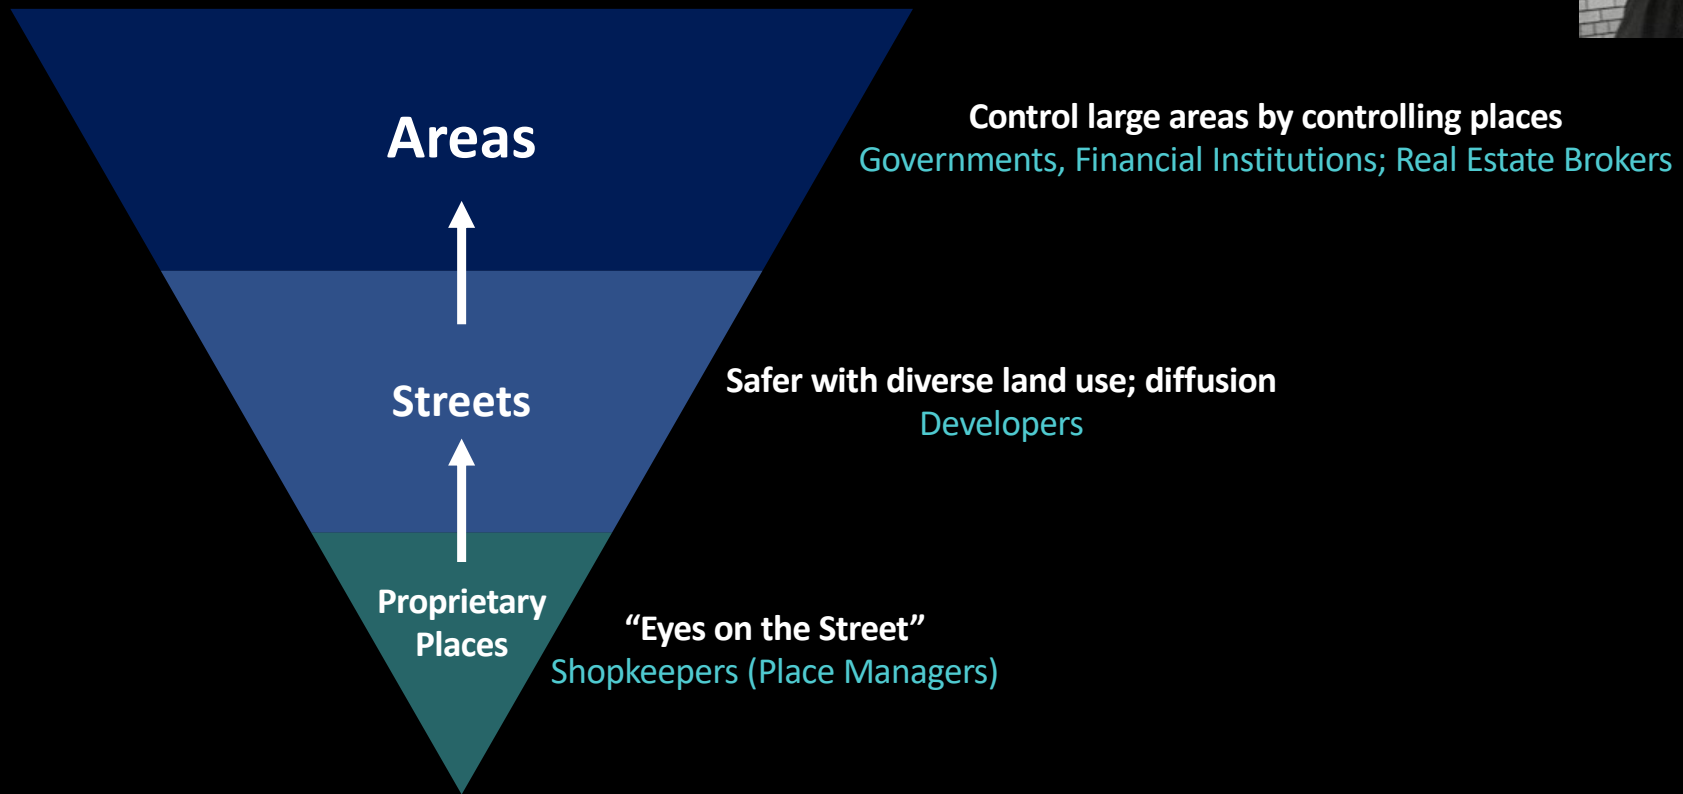 Areas
Control large areas by controlling places
Governments, Financial Institutions; Real Estate Brokers
Streets
Safer with diverse land use; diffusion
Developers
Proprietary
Places
“Eyes on the Street”
Shopkeepers (Place Managers)